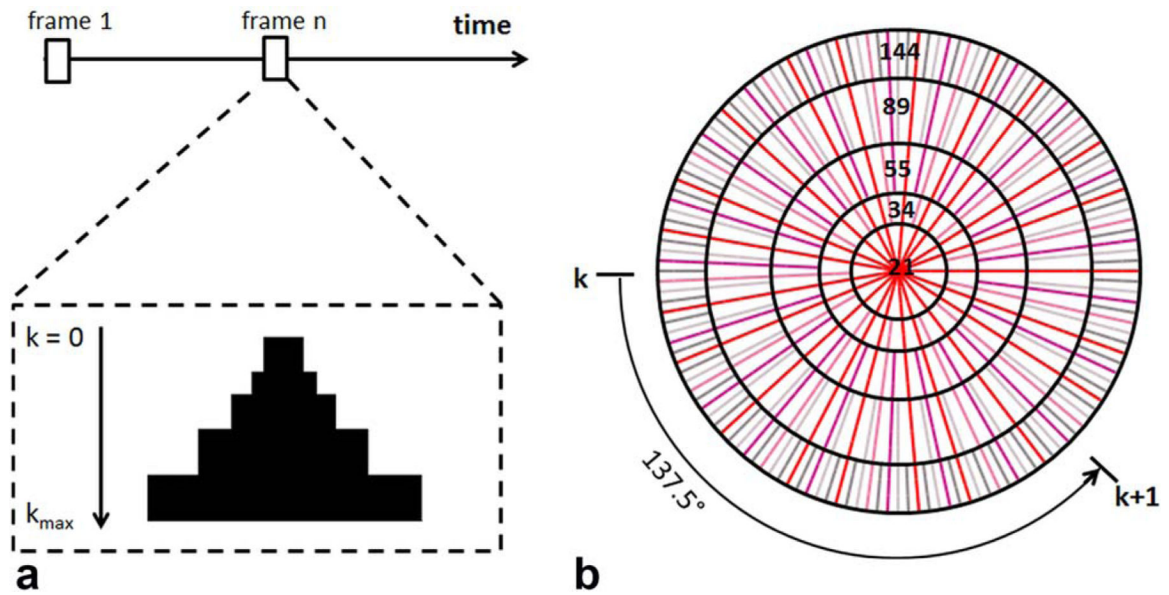 frame 1
frame n
time
k = 0
kmax
a
144
89
55
34
21
k
137.5°
k+1
b